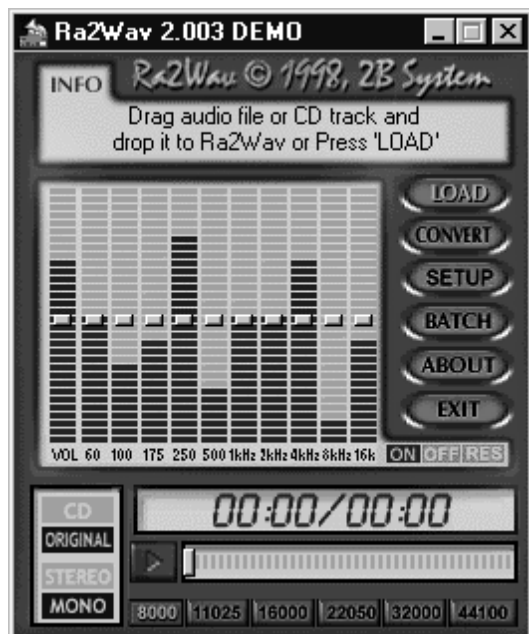 Ra2Wav 2.003 DEMO
INFO
Ra2Wav © 1998, 2B System
Drag audio file or CD track and
drop it to Ra2Wav or Press 'LOAD'
LOAD
CONVERT
SETUP
BATCH
ABOUT
EXIT
VOL 60 100 175 250 500 1kHz 2kHz 4kHz 8kHz 16k
ON OFF RES
CD
ORIGINAL
STEREO
MONO
00:00/00:00
8000 11025 16000 22050 32000 44100